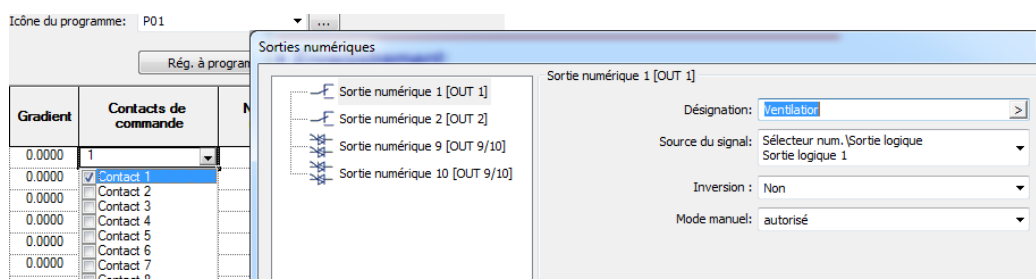 Icône du programme: P01 ...
Rég. à progran
Gradient
Contacts de commande
N
0.0000 1
0.0000 Contact 1
Contact 2
0.0000 Contact 3
Contact 4
0.0000 Contact 5
Contact 6
0.0000 Contact 7
Sorties numériques
Sortie numérique 1 [OUT 1]
Sortie numérique 2 [OUT 2]
Sortie numérique 9 [OUT 9/10]
Sortie numérique 10 [OUT 9/10]
Sortie numérique 1 [OUT 1]
Désignation: Ventilatior >
Source du signal: Sélecteur num.\Sortie logique
Sortie logique 1
Inversion : Non
Mode manuel: autorisé